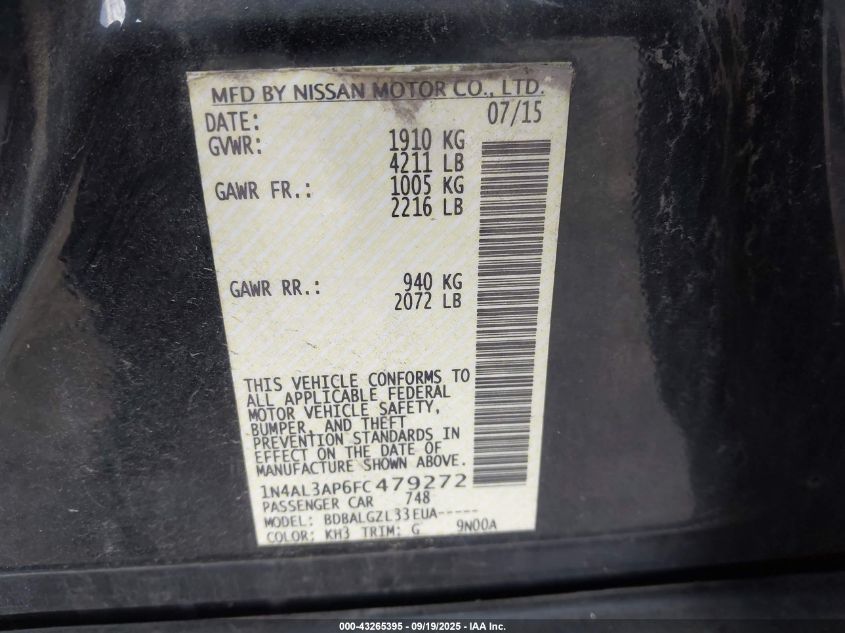 MFD BY NISSAN MOTOR CO., LTD.
DATE: 07/15
GVWR: 1910 KG
4211 LB
GAWR FR.: 1005 KG
2216 LB
GAWR RR.: 940 KG
2072 LB
THIS VEHICLE CONFORMS TO
ALL APPLICABLE FEDERAL
MOTOR VEHICLE SAFETY,
BUMPER, AND THEFT
PREVENTION STANDARDS IN
EFFECT ON THE DATE OF
MANUFACTURE SHOWN ABOVE.
1N4AL3AP6FC479272
PASSENGER CAR 748
MODEL: BDBALGZL33EUA-----
COLOR: KH3 TRIM: G 9N00A
000-43265395 - 09/19/2025 - IAA Inc.